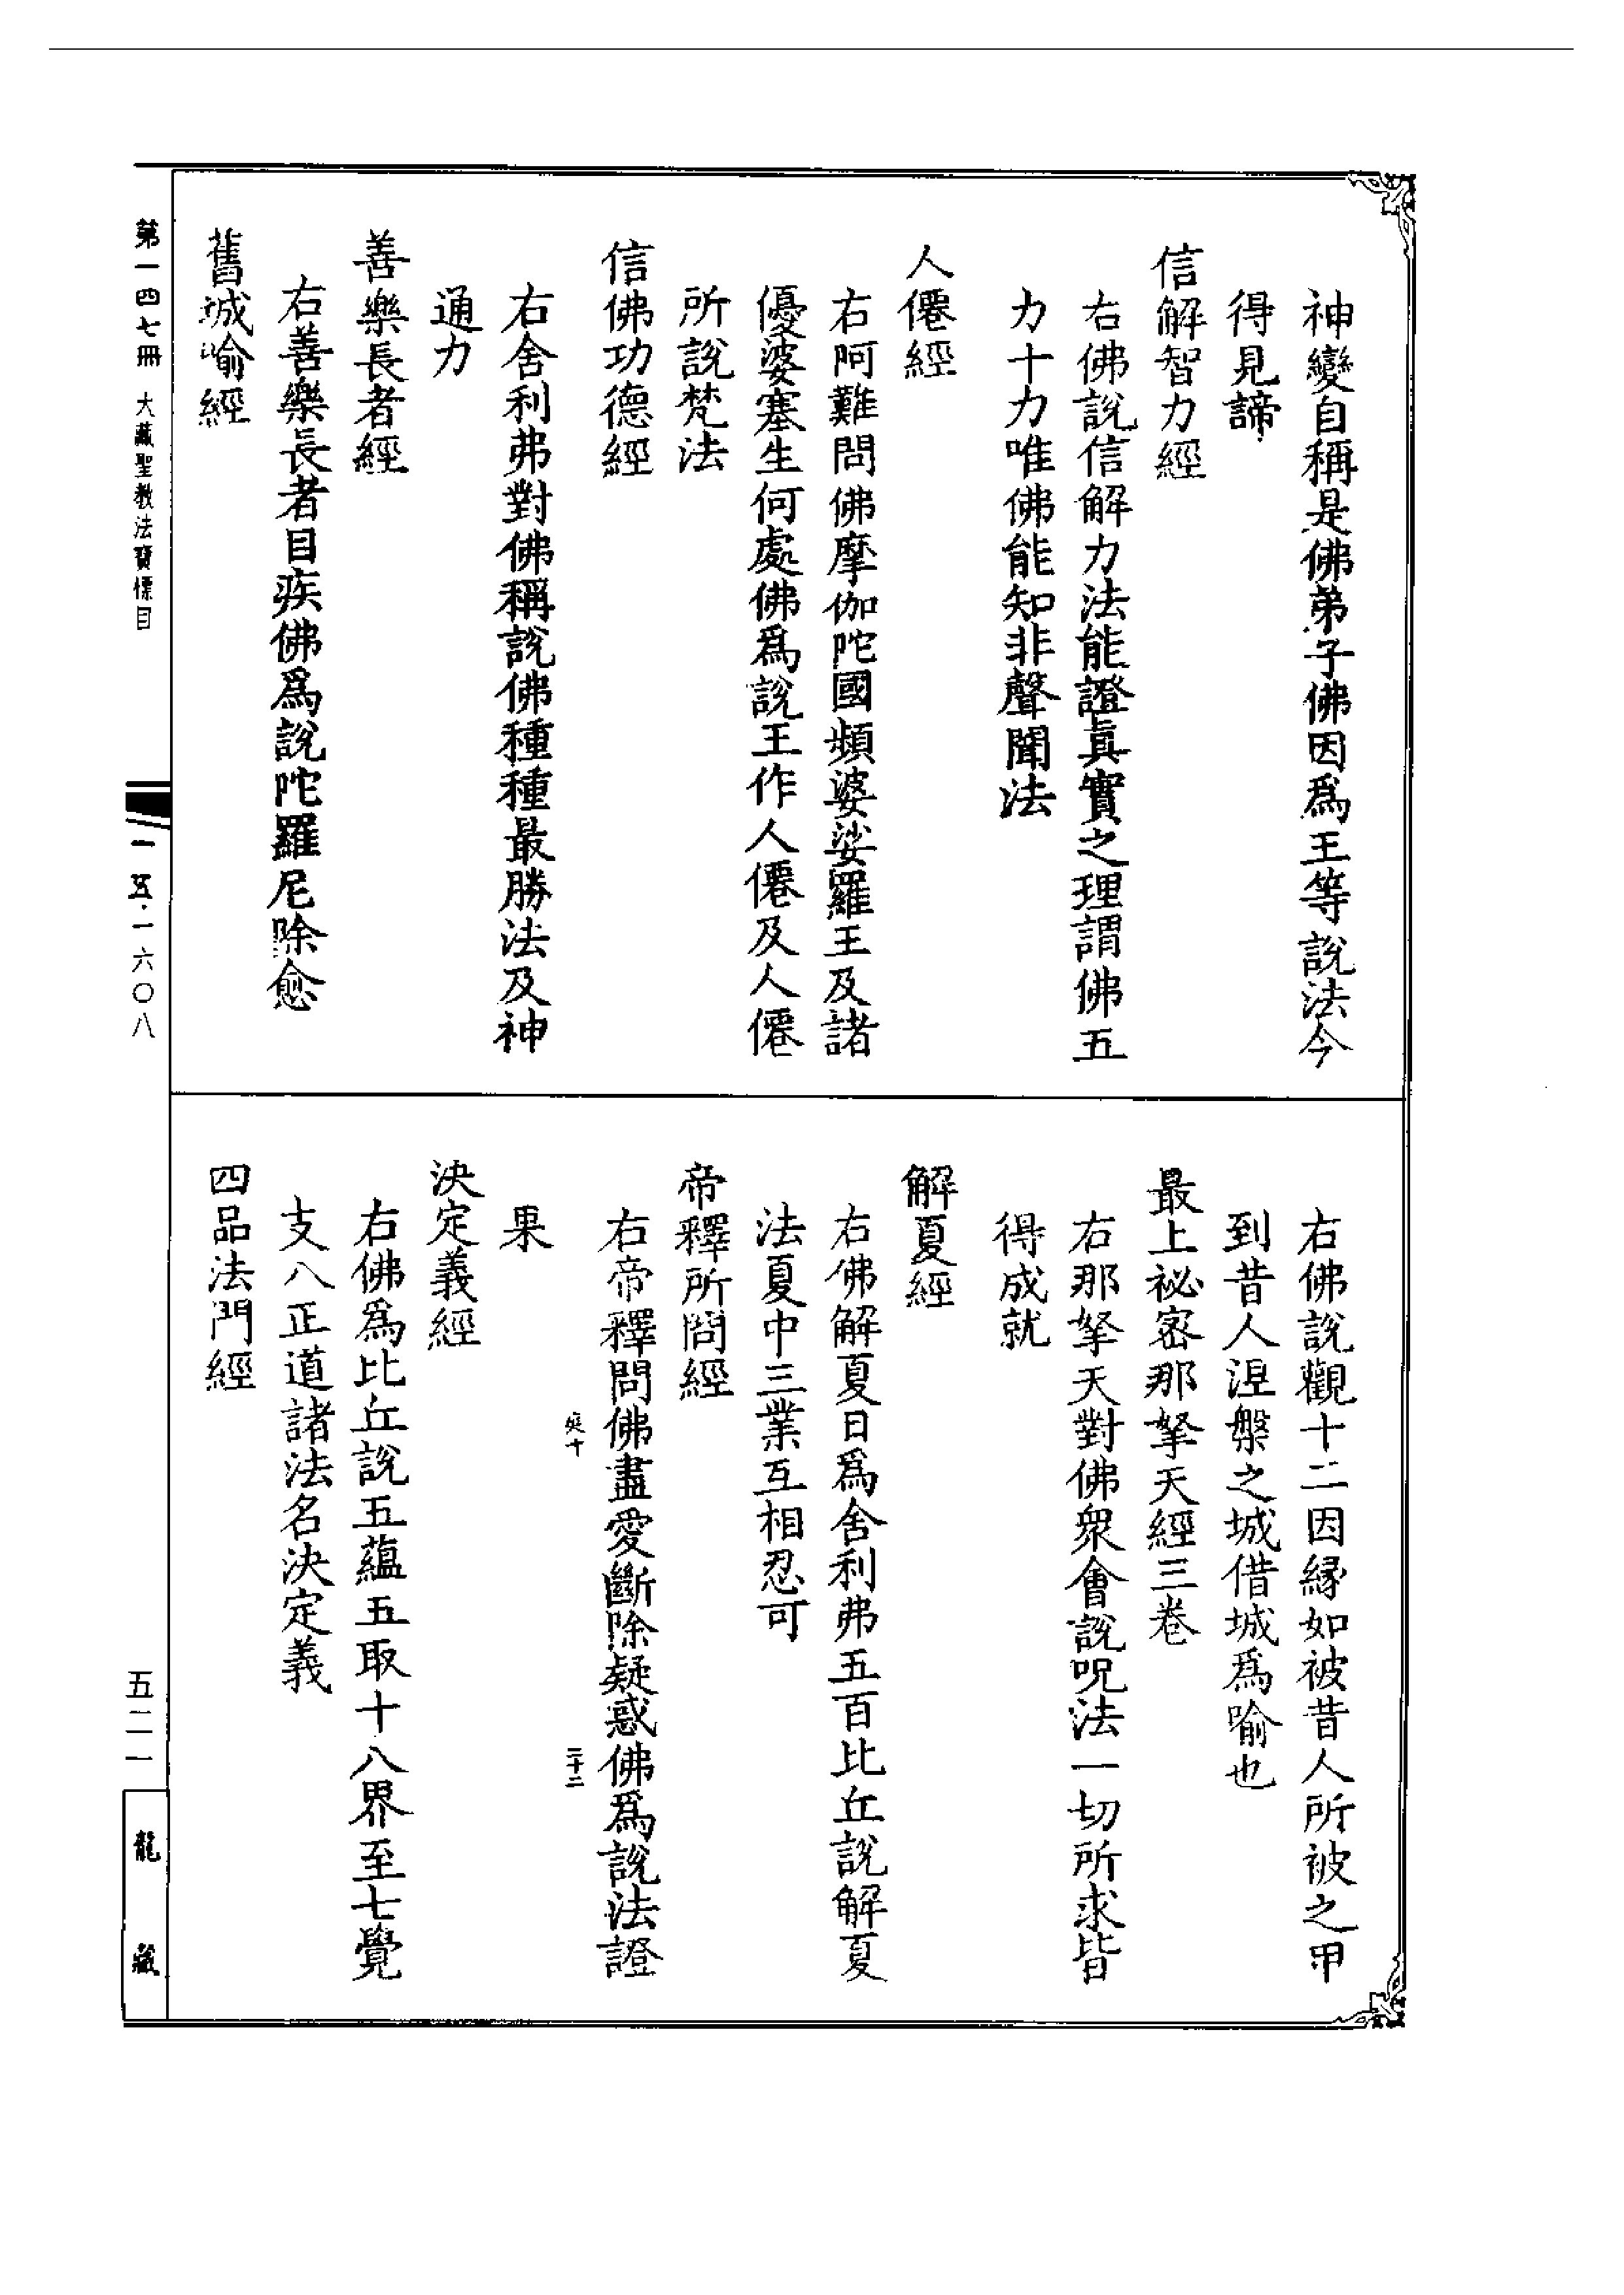 神變自稱是佛弟子佛因爲王等說法今
得見諦
信解智力經
右佛說信解力法能證眞實之理謂佛五
力十力唯佛能知非聲聞法
人僊經
右阿難問佛摩伽陀國頻婆娑羅王及諸
優婆塞生何處佛爲說王作人僊及人僊
所說梵法
信佛功德經
右舍利弗對佛稱說佛種種最勝法及神
通力
善樂長者經
右善樂長者目疾佛爲說陀羅尼除愈
舊城喻經
右佛說觀十二因緣如被昔人所被之甲
到昔人涅槃之城借城爲喻也
最上祕密那拏天經三卷
右那拏天對佛衆會說呪法一切所求皆
得成就
解夏經
右佛解夏日爲舍利弗五百比丘說解夏
法夏中三業互相忍可
帝釋所問經
右帝釋問佛盡愛斷除疑惑佛爲說法證
十
二十二
果
決定義經
右佛爲比丘說五蘊五取十八界至七覺
支八正道諸法名決定義
四品法門經
第一四七冊 大藏聖教法寶標目
一一五·一六〇八
五二一
龍藏